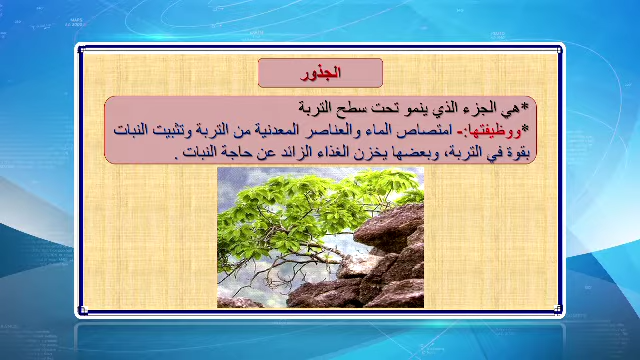 الجذور
*هي الجزء الذي ينمو تحت سطح التربة
*ووظيفتها:- امتصاص الماء والعناصر المعدنية من التربة وتثبيت النبات
بقوة في التربة، وبعضها يخزن الغذاء الزائد عن حاجة النبات .